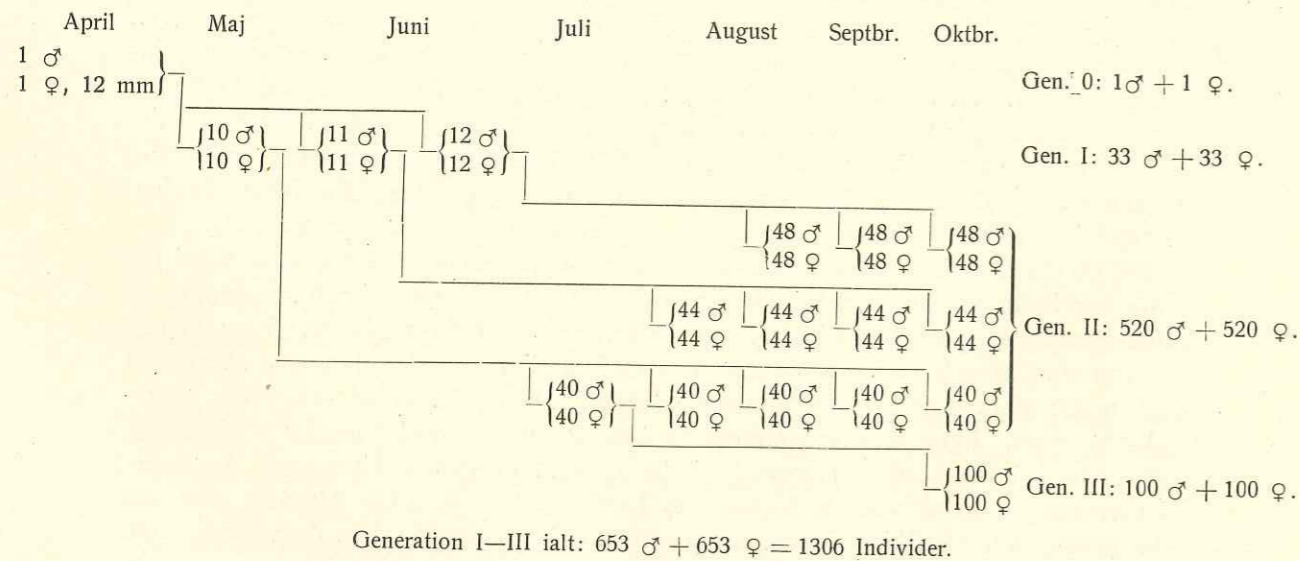 April Maj Juni Juli August Septbr. Oktbr.
1 ♂
1 ♀, 12 mm
Gen. 0: 1♂ + 1 ♀.
10 ♂ 11 ♂ 12 ♂
10 ♀ 11 ♀ 12 ♀
Gen. I: 33 ♂ + 33 ♀.
48 ♂ 48 ♂ 48 ♂
48 ♀ 48 ♀ 48 ♀
44 ♂ 44 ♂ 44 ♂ 44 ♂
44 ♀ 44 ♀ 44 ♀ 44 ♀
Gen. II: 520 ♂ + 520 ♀.
40 ♂ 40 ♂ 40 ♂ 40 ♂ 40 ♂
40 ♀ 40 ♀ 40 ♀ 40 ♀ 40 ♀
100 ♂
100 ♀
Gen. III: 100 ♂ + 100 ♀.
Generation I—III ialt: 653 ♂ + 653 ♀ = 1306 Individer.